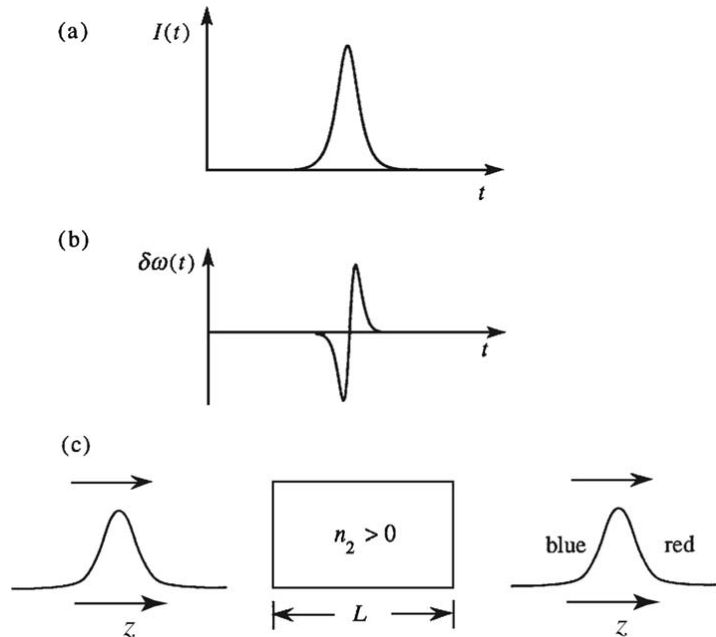 (a)
I(t)
t
(b)
δω(t)
t
(c)
n₂ > 0
blue
red
z
L
z